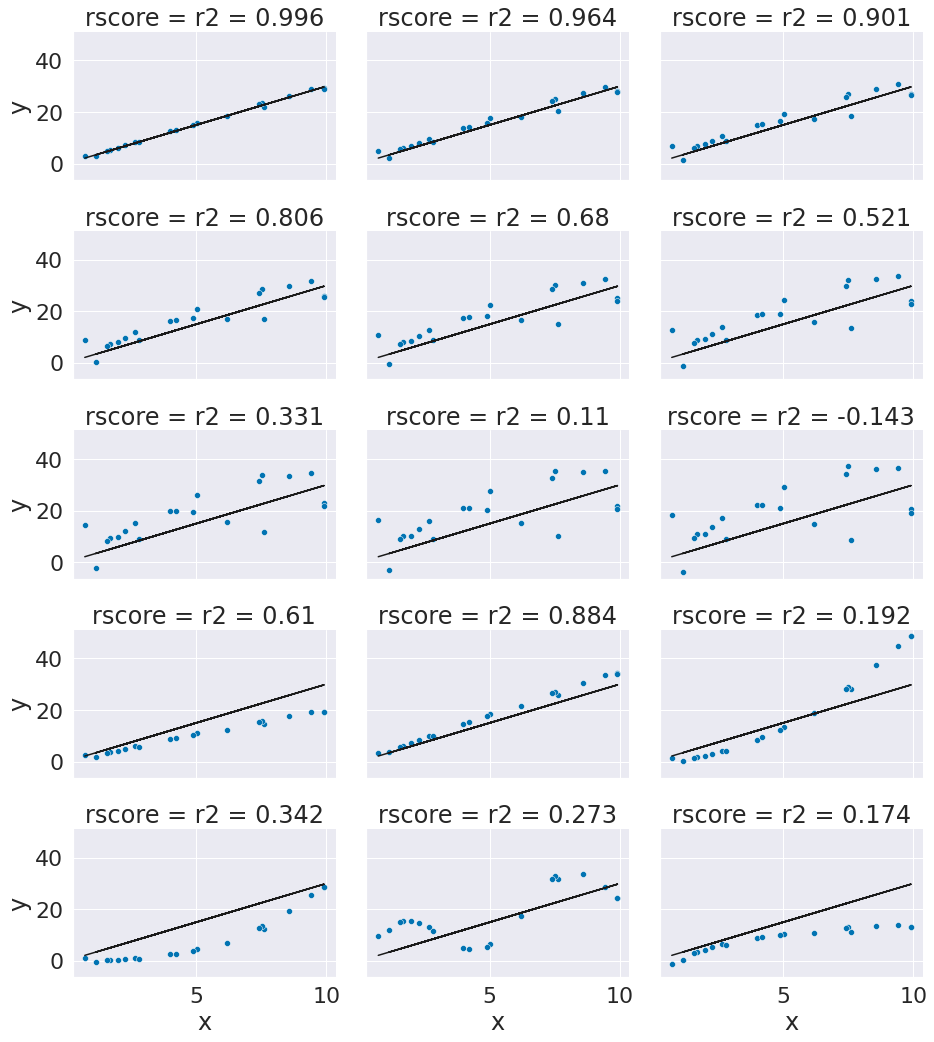 rscore = r2 = 0.996 rscore = r2 = 0.964 rscore = r2 = 0.901
40
20
0
y
rscore = r2 = 0.806 rscore = r2 = 0.68 rscore = r2 = 0.521
40
20
0
y
rscore = r2 = 0.331 rscore = r2 = 0.11 rscore = r2 = -0.143
40
20
0
y
rscore = r2 = 0.61 rscore = r2 = 0.884 rscore = r2 = 0.192
40
20
0
y
rscore = r2 = 0.342 rscore = r2 = 0.273 rscore = r2 = 0.174
40
20
0
y
5 10 5 10 5 10
x x x